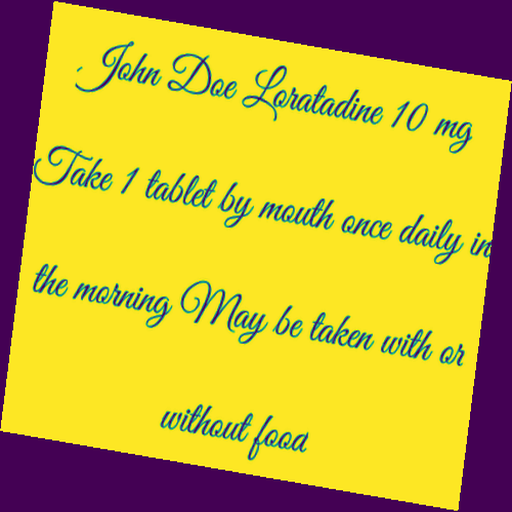 John Doe Loratadine 10 mg
Take 1 tablet by mouth once daily in
the morning May be taken with or
without food